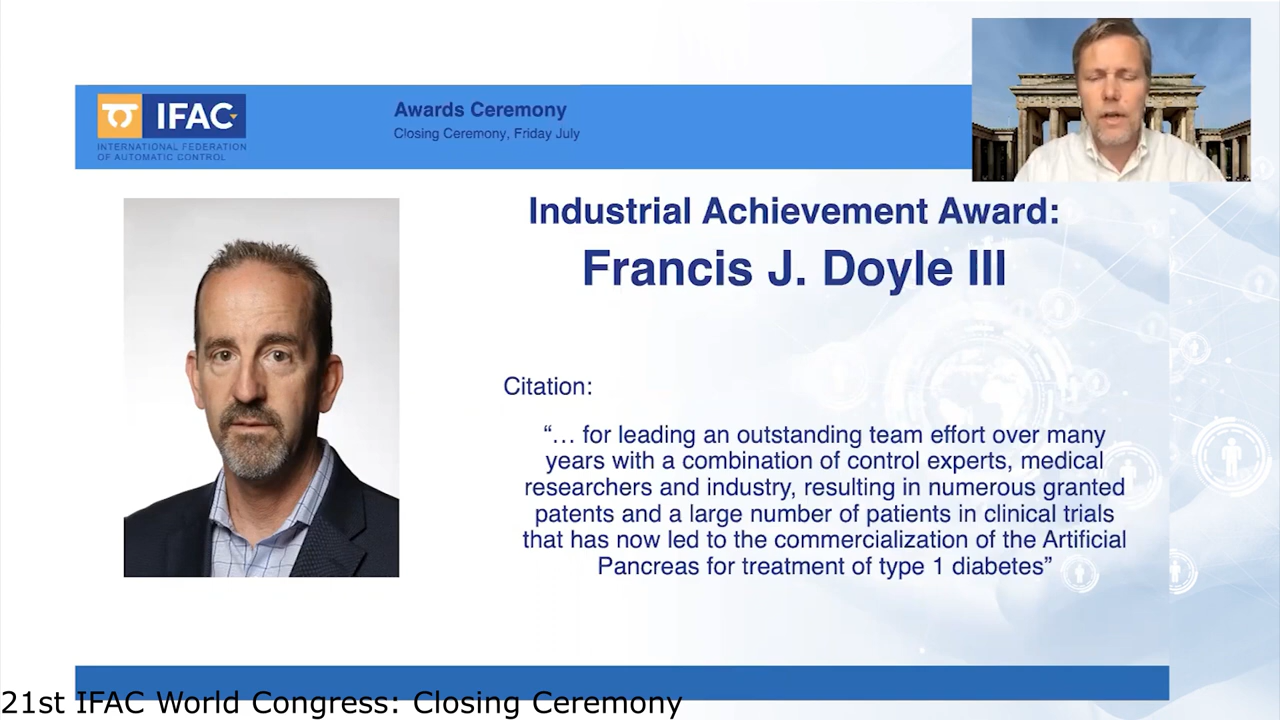 IFAC
INTERNATIONAL FEDERATION
OF AUTOMATIC CONTROL
Awards Ceremony
Closing Ceremony, Friday July
Industrial Achievement Award:
Francis J. Doyle III
Citation:
“… for leading an outstanding team effort over many
years with a combination of control experts, medical
researchers and industry, resulting in numerous granted
patents and a large number of patients in clinical trials
that has now led to the commercialization of the Artificial
Pancreas for treatment of type 1 diabetes”
21st IFAC World Congress: Closing Ceremony